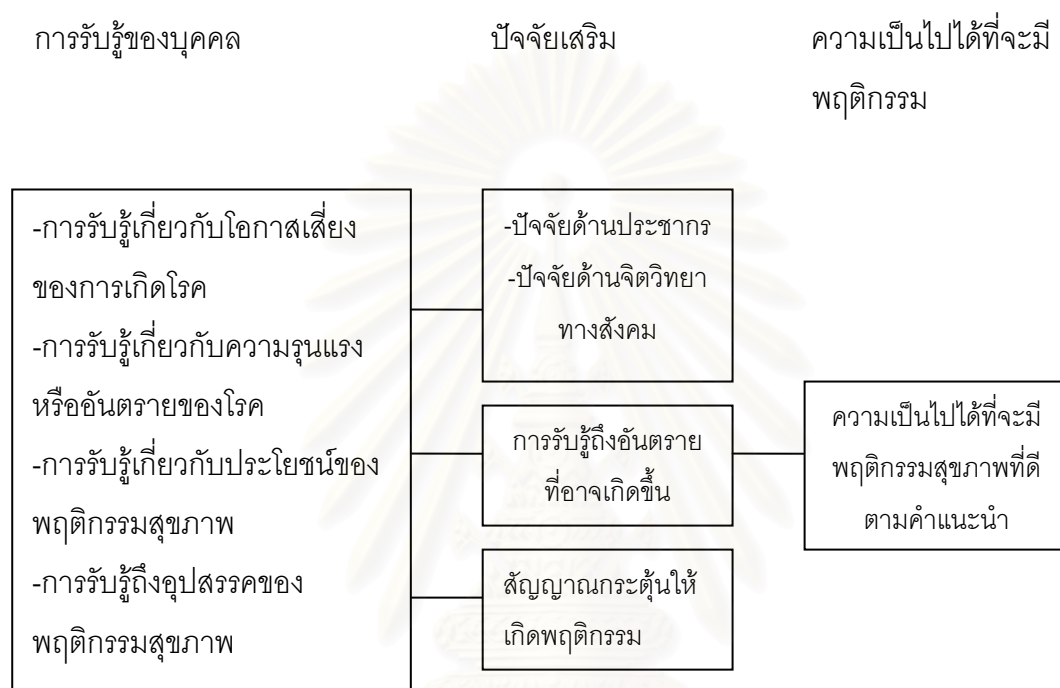 การรับรู้ของบุคคล
ปัจจัยเสริม
ความเป็นไปได้ที่จะมี
พฤติกรรม
-การรับรู้เกี่ยวกับโอกาสเสี่ยง
ของการเกิดโรค
-การรับรู้เกี่ยวกับความรุนแรง
หรืออันตรายของโรค
-การรับรู้เกี่ยวกับประโยชน์ของ
พฤติกรรมสุขภาพ
-การรับรู้ถึงอุปสรรคของ
พฤติกรรมสุขภาพ
-ปัจจัยด้านประชากร
-ปัจจัยด้านจิตวิทยา
ทางสังคม
การรับรู้ถึงอันตราย
ที่อาจเกิดขึ้น
สัญญาณกระตุ้นให้
เกิดพฤติกรรม
ความเป็นไปได้ที่จะมี
พฤติกรรมสุขภาพที่ดี
ตามคำแนะนำ